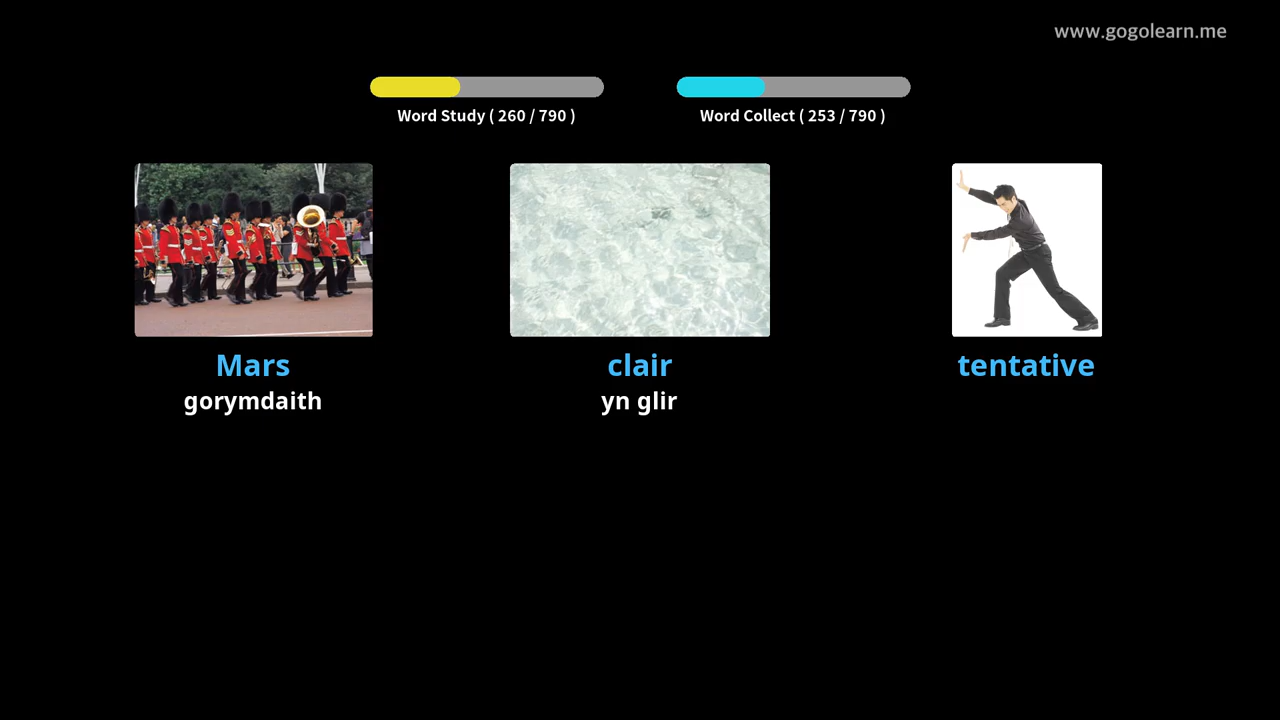 www.gogolearn.me
Word Study ( 260 / 790 )
Word Collect ( 253 / 790 )
Mars
gorymdaith
clair
yn glir
tentative